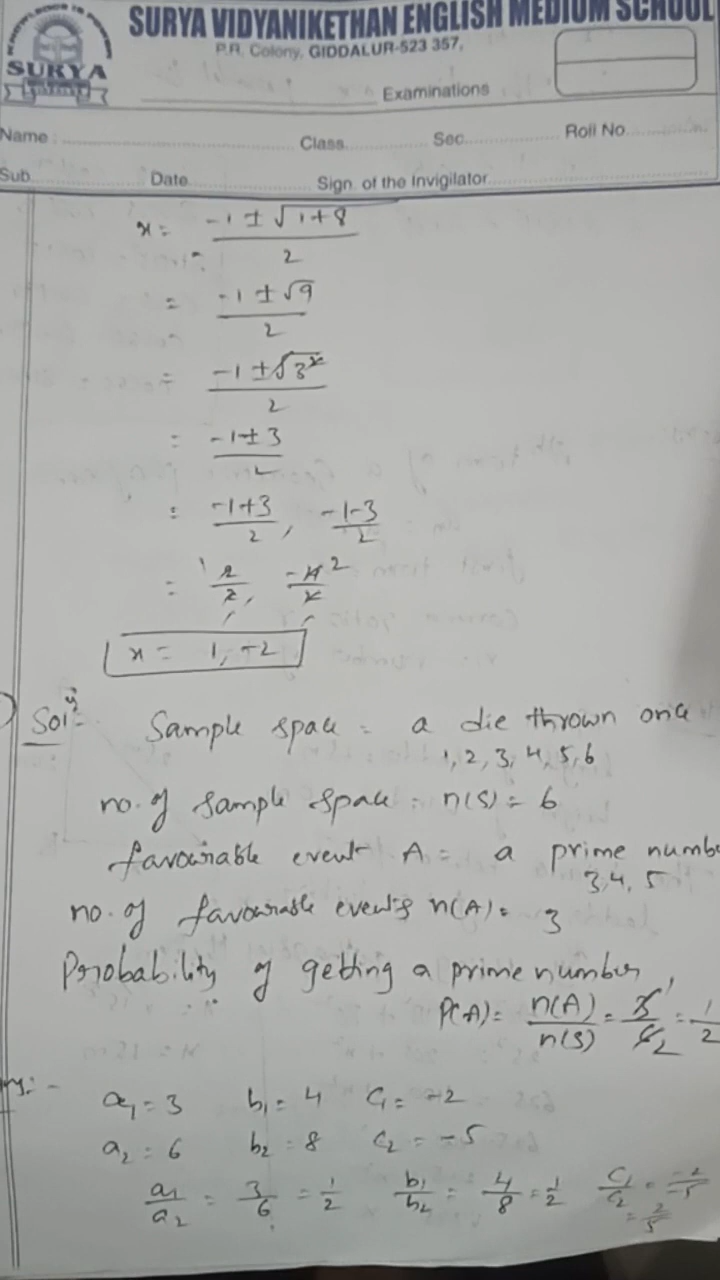 SURYA VIDYANIKETHAN ENGLISH MEDIUM SCHOOL
P.R. Colony, GIDDALUR-523 357,
SURYA
Examinations
Name Class Sec Roll No
Sub Date Sign. of the Invigilator
x = -1 ± √1+8 / 2
= -1 ± √9 / 2
= -1 ± √3² / 2
= -1 ± 3 / 2
= -1+3 / 2, -1-3 / 2
= 2/2, -4/2
x = 1, -2
Sol:- Sample space = a die thrown once
1, 2, 3, 4, 5, 6
no. of sample space = n(S) = 6
favourable event A = a prime numbe
3, 4, 5
no. of favourable events n(A) = 3
Probability of getting a prime number,
P(A) = n(A)/n(S) = 3/6 = 1/2
a₁ = 3 b₁ = 4 c₁ = -2
a₂ = 6 b₂ = 8 c₂ = -5
a₁/a₂ = 3/6 = 1/2 b₁/b₂ = 4/8 = 1/2 c₁/c₂ = -2/-5
= 2/5